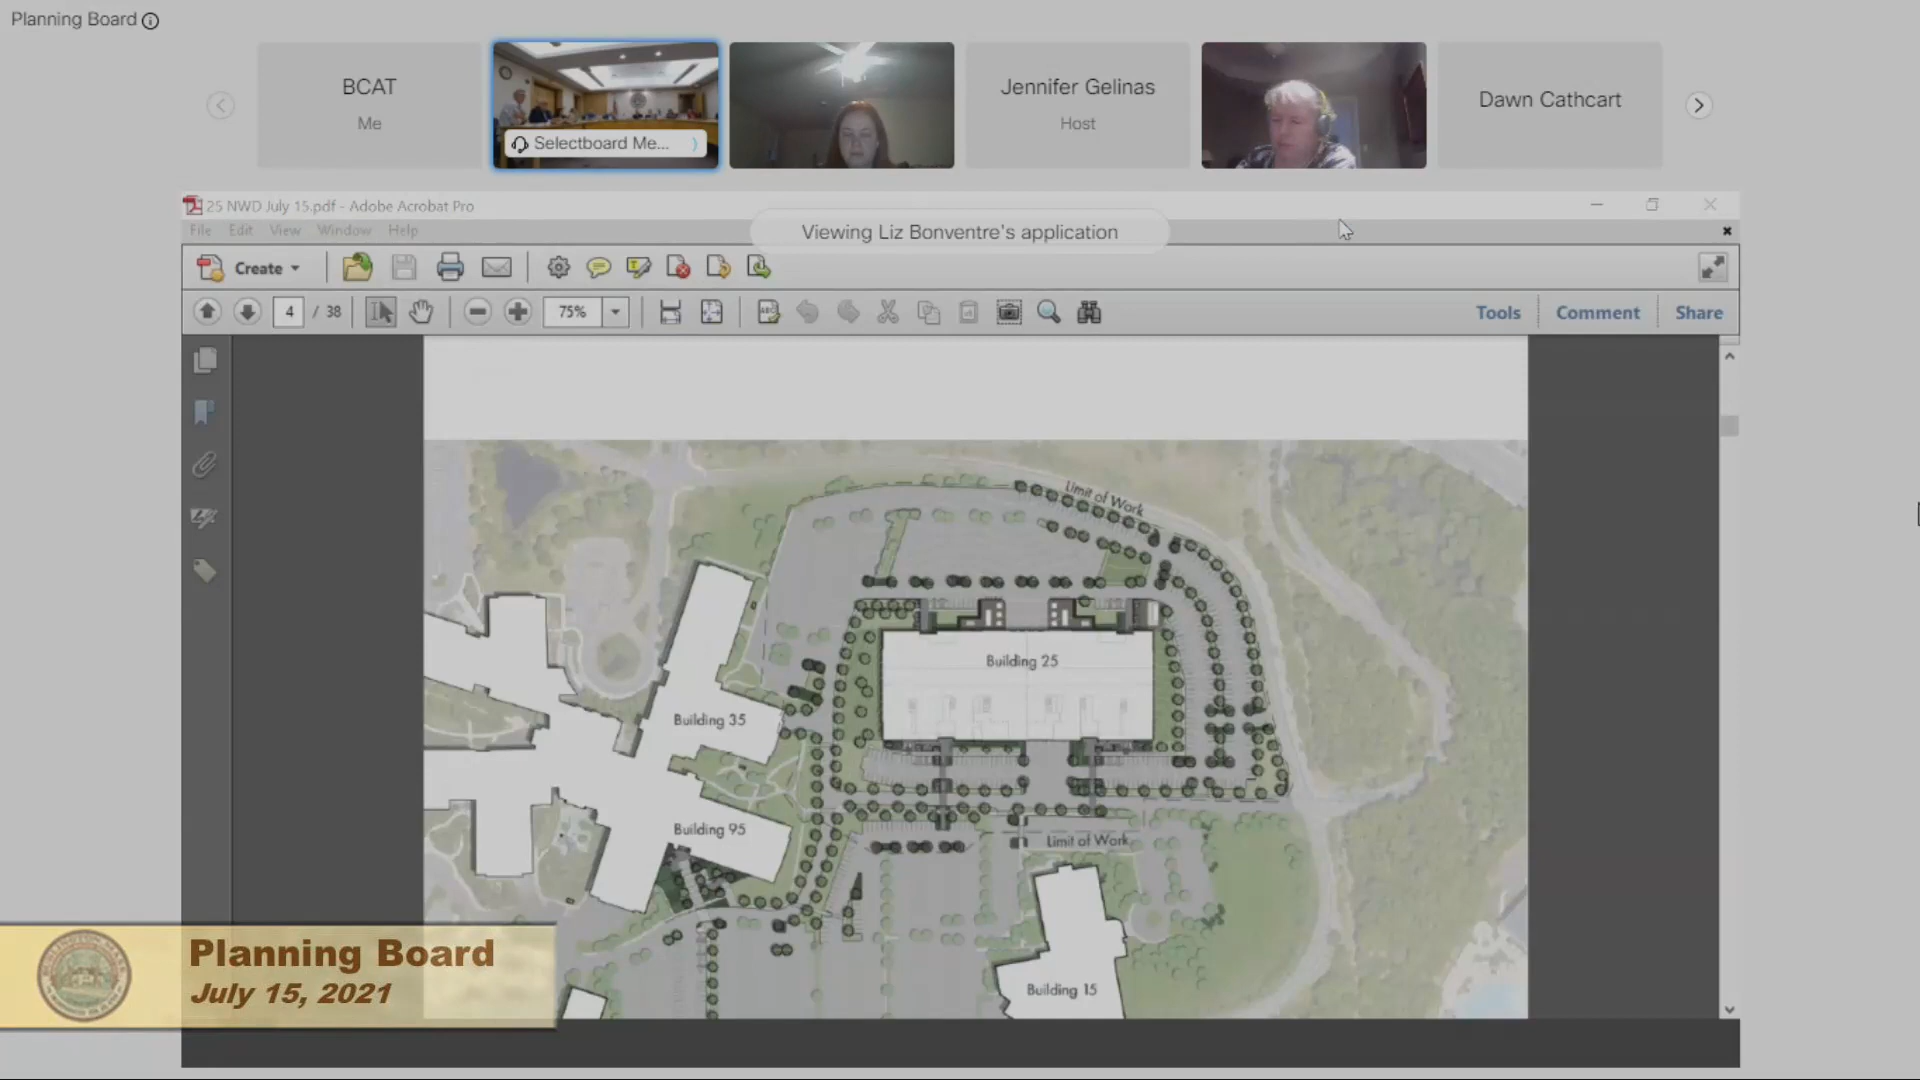 Planning Board
BCAT
Me
Selectboard Me...
Jennifer Gelinas
Host
Dawn Cathcart
25 NWD July 15.pdf - Adobe Acrobat Pro
File Edit View Window Help
Viewing Liz Bonventre's application
Create
4 / 38
75%
Tools
Comment
Share
Limit of Work
Building 25
Building 35
Building 95
Limit of Work
Building 15
Planning Board
July 15, 2021